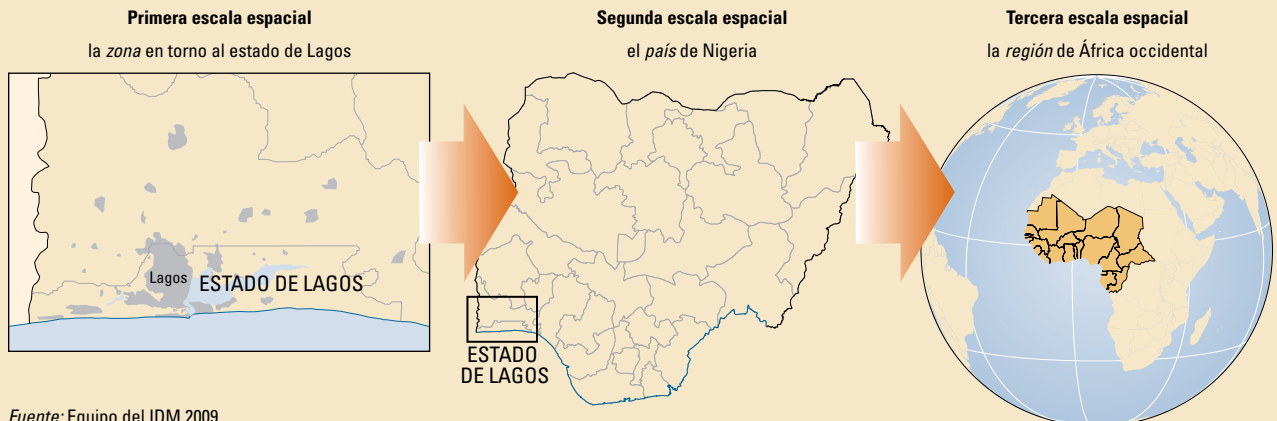 Primera escala espacial
la zona en torno al estado de Lagos
Lagos
ESTADO DE LAGOS
Segunda escala espacial
el país de Nigeria
ESTADO
DE LAGOS
Tercera escala espacial
la región de África occidental
Fuente: Equipo del IDM 2009